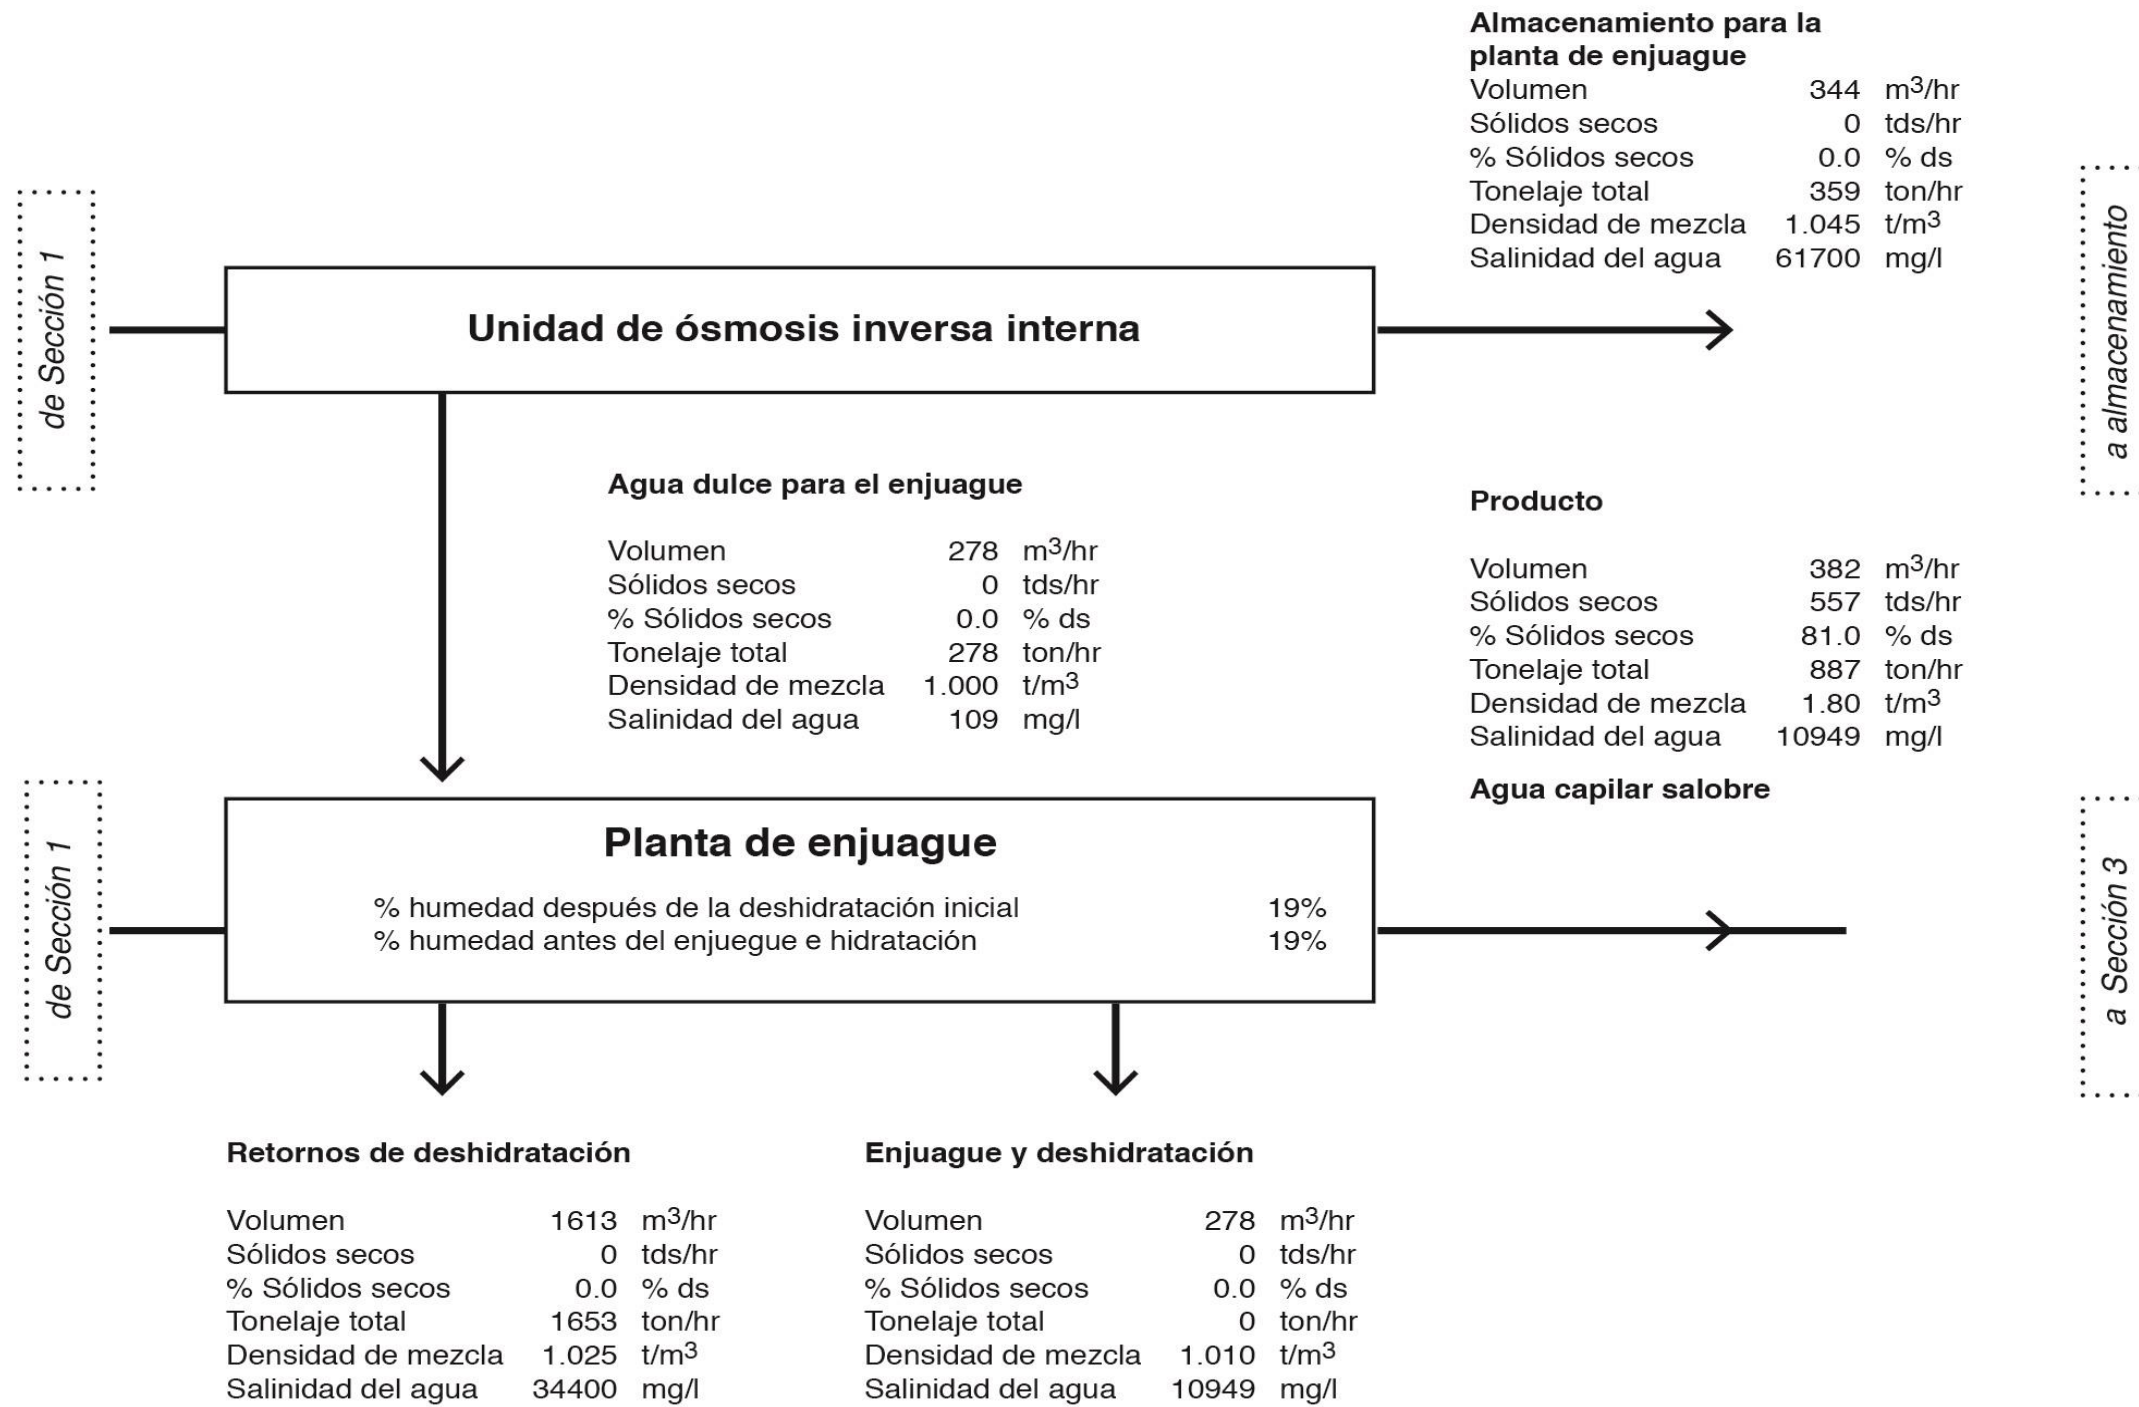 Almacenamiento para la
planta de enjuague
Volumen 344 m³/hr
Sólidos secos 0 tds/hr
% Sólidos secos 0.0 % ds
Tonelaje total 359 ton/hr
Densidad de mezcla 1.045 t/m³
Salinidad del agua 61700 mg/l
de Sección 1
Unidad de ósmosis inversa interna
a almacenamiento
Agua dulce para el enjuague
Volumen 278 m³/hr
Sólidos secos 0 tds/hr
% Sólidos secos 0.0 % ds
Tonelaje total 278 ton/hr
Densidad de mezcla 1.000 t/m³
Salinidad del agua 109 mg/l
Producto
Volumen 382 m³/hr
Sólidos secos 557 tds/hr
% Sólidos secos 81.0 % ds
Tonelaje total 887 ton/hr
Densidad de mezcla 1.80 t/m³
Salinidad del agua 10949 mg/l
Agua capilar salobre
de Sección 1
Planta de enjuague
% humedad después de la deshidratación inicial 19%
% humedad antes del enjuegue e hidratación 19%
a Sección 3
Retornos de deshidratación
Volumen 1613 m³/hr
Sólidos secos 0 tds/hr
% Sólidos secos 0.0 % ds
Tonelaje total 1653 ton/hr
Densidad de mezcla 1.025 t/m³
Salinidad del agua 34400 mg/l
Enjuague y deshidratación
Volumen 278 m³/hr
Sólidos secos 0 tds/hr
% Sólidos secos 0.0 % ds
Tonelaje total 0 ton/hr
Densidad de mezcla 1.010 t/m³
Salinidad del agua 10949 mg/l